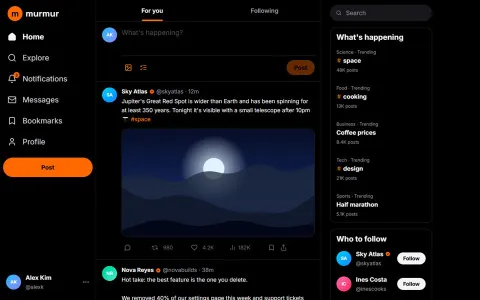 murmur
Home
Explore
Notifications
Messages
Bookmarks
Profile
Post
Alex Kim
@alexk
For you
Following
AK
What's happening?
Post
SA
Sky Atlas @skyatlas · 12m
Jupiter's Great Red Spot is wider than Earth and has been spinning for
at least 350 years. Tonight it's visible with a small telescope after 10pm
#space
980
4.2K
182K
NR
Nova Reyes @novabuilds · 38m
Hot take: the best feature is the one you delete.
We removed 40% of our settings page this week and support tickets
Search
What's happening
Science · Trending
# space
48K posts
Food · Trending
# cooking
13K posts
Business · Trending
Coffee prices
8.4K posts
Tech · Trending
# design
21K posts
Sports · Trending
Half marathon
5.1K posts
Who to follow
SA
Sky Atlas
@skyatlas
Follow
IC
Ines Costa
@inescooks
Follow